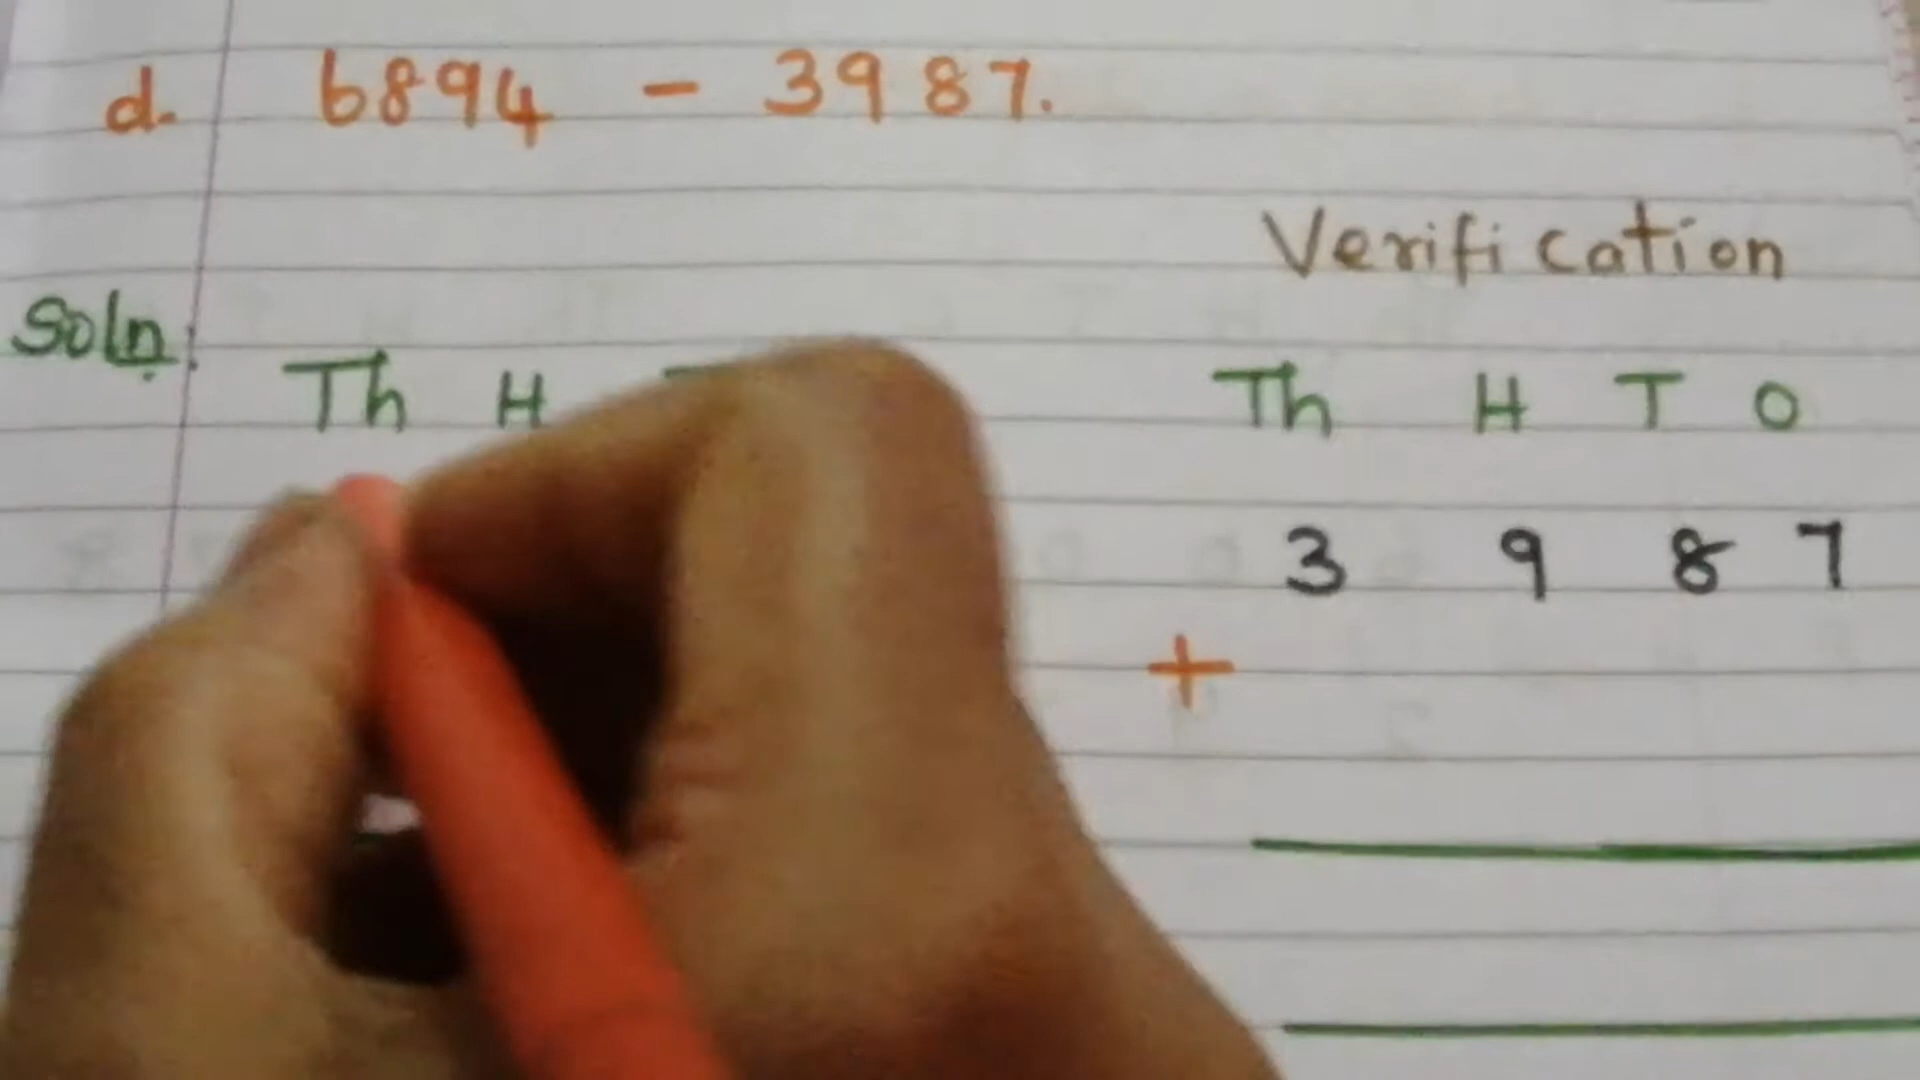 d. 6894 - 3987.
Verification
Soln:
Th H T
Th H T O
3 9 8 7
+